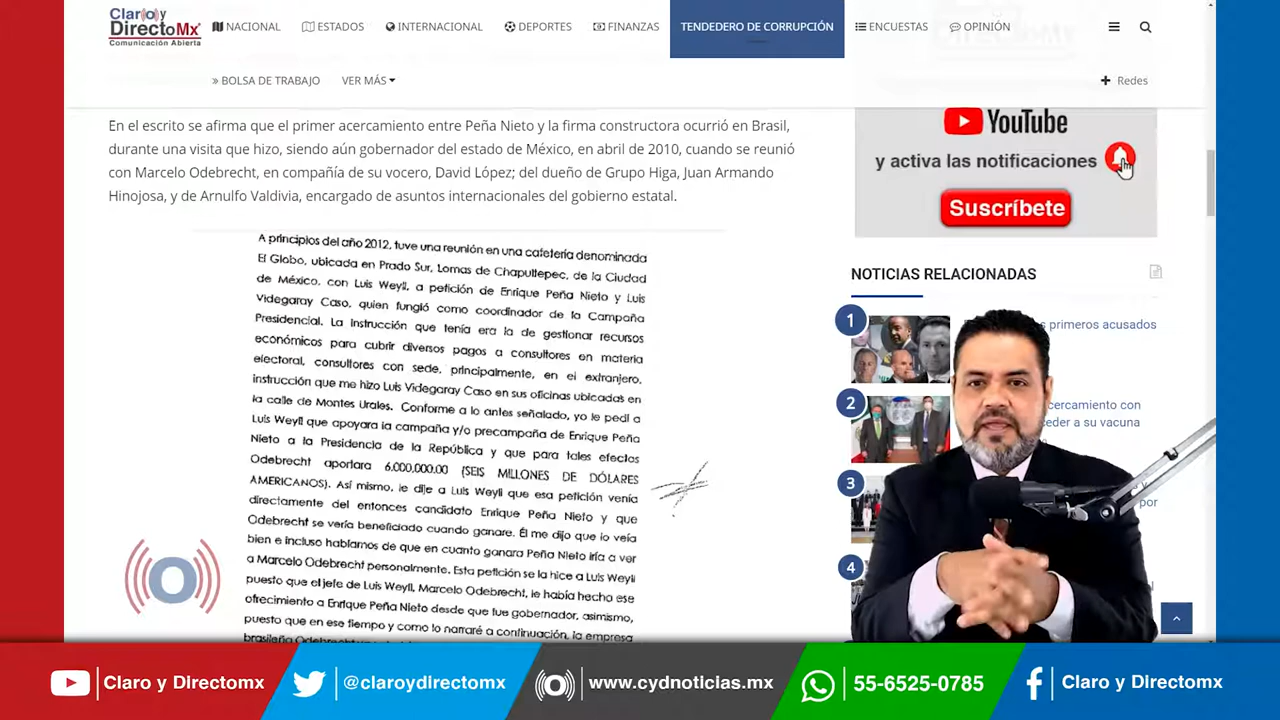 Claro y
DirectoMx
Comunicación Abierta
NACIONAL
ESTADOS
INTERNACIONAL
DEPORTES
FINANZAS
TENDEDERO DE CORRUPCIÓN
ENCUESTAS
OPINIÓN
» BOLSA DE TRABAJO
VER MÁS
+ Redes
En el escrito se afirma que el primer acercamiento entre Peña Nieto y la firma constructora ocurrió en Brasil,
durante una visita que hizo, siendo aún gobernador del estado de México, en abril de 2010, cuando se reunió
con Marcelo Odebrecht, en compañía de su vocero, David López; del dueño de Grupo Higa, Juan Armando
Hinojosa, y de Arnulfo Valdivia, encargado de asuntos internacionales del gobierno estatal.
A principios del año 2012, tuve una reunión en una cafetería denominada
El Globo, ubicada en Prado Sur, Lomas de Chapultepec, de la Ciudad
de México, con Luis Weyll, a petición de Enrique Peña Nieto y Luis
Videgaray Caso, quien fungió como coordinador de la Campaña
Presidencial. La instrucción que tenía era la de gestionar recursos
económicos para cubrir diversos pagos a consultores en materia
electoral, consultores con sede, principalmente, en el extranjero,
instrucción que me hizo Luis Videgaray Caso en sus oficinas ubicadas en
la calle de Montes Urales. Conforme a lo antes señalado, yo le pedí a
Luis Weyll que apoyara la campaña y/o precampaña de Enrique Peña
Nieto a la Presidencia de la República y que para tales efectos
Odebrecht aportara 6,000,000.00 (SEIS MILLONES DE DÓLARES
AMERICANOS). Así mismo, le dije a Luis Weyll que esa petición venía
directamente del entonces candidato Enrique Peña Nieto y que
Odebrecht se vería beneficiado cuando ganare. Él me dijo que lo veía
bien e incluso hablamos de que en cuanto ganara Peña Nieto iría a ver
a Marcelo Odebrecht personalmente. Esta petición se la hice a Luis Weyll
puesto que el jefe de Luis Weyll, Marcelo Odebrecht, le había hecho ese
ofrecimiento a Enrique Peña Nieto desde que fue gobernador, asimismo,
puesto que en ese tiempo y como lo narraré a continuación, la empresa
brasileña Odebrecht
YouTube
y activa las notificaciones
Suscríbete
NOTICIAS RELACIONADAS
1
s primeros acusados
2
cercamiento con
ceder a su vacuna
3
y
por
4
Claro y Directomx
@claroydirectomx
www.cydnoticias.mx
55-6525-0785
Claro y Directomx